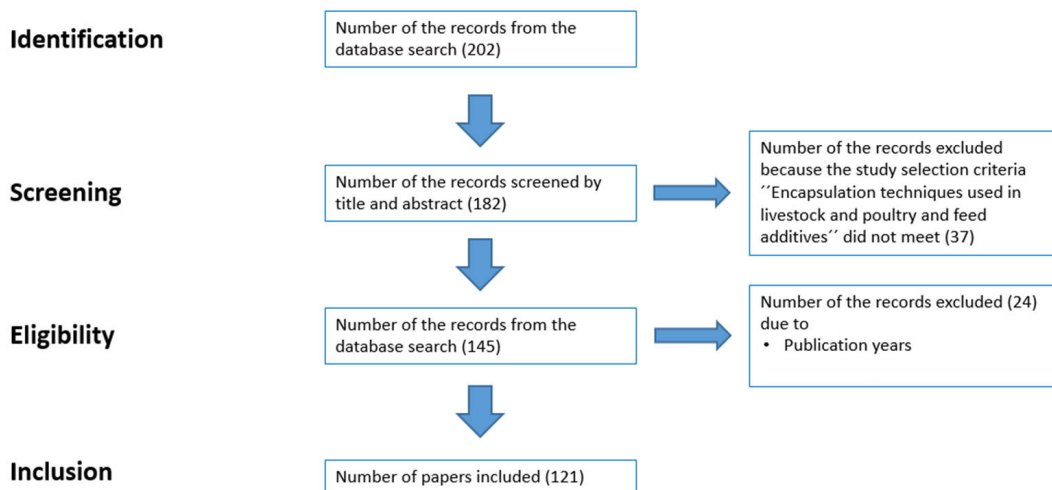 Identification
Number of the records from the
database search (202)
Screening
Number of the records screened by
title and abstract (182)
Number of the records excluded
because the study selection criteria
´´Encapsulation techniques used in
livestock and poultry and feed
additives´´ did not meet (37)
Eligibility
Number of the records from the
database search (145)
Number of the records excluded (24)
due to
• Publication years
Inclusion
Number of papers included (121)